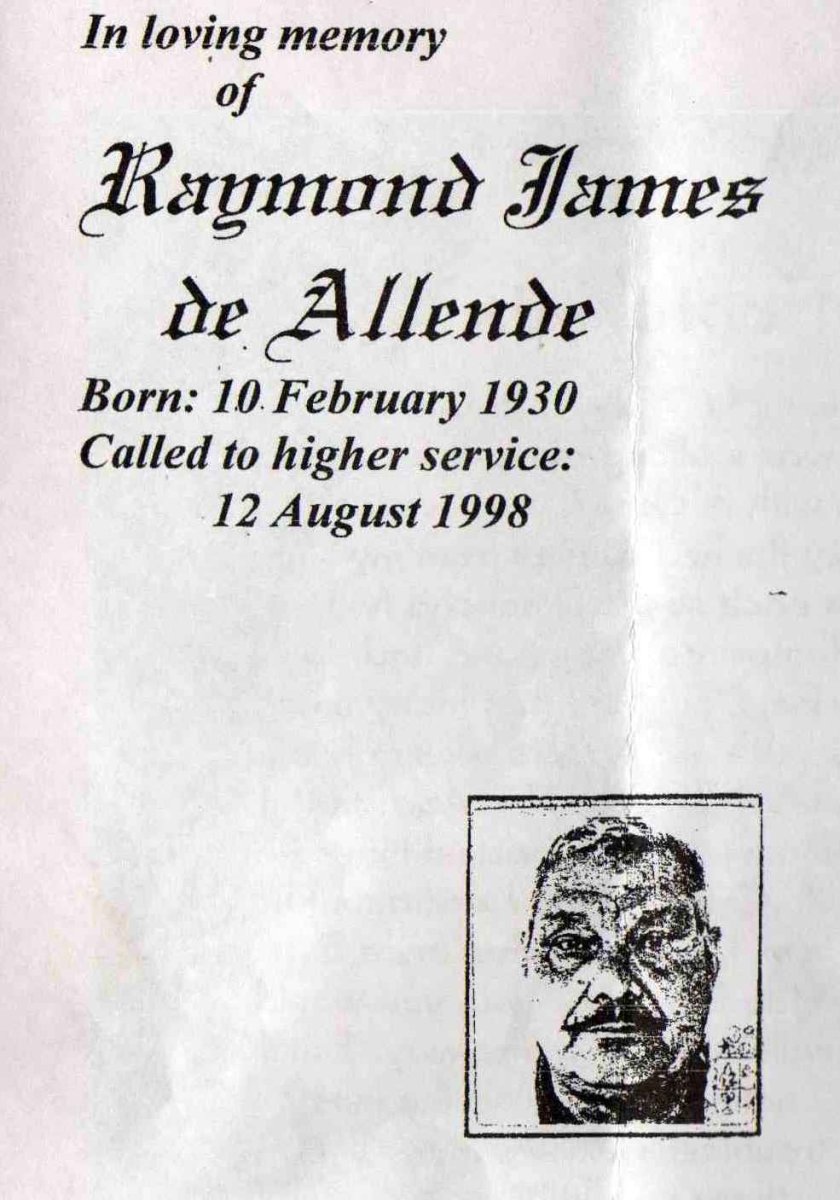 In loving memory
of
Raymond James
de Allende
Born: 10 February 1930
Called to higher service:
12 August 1998